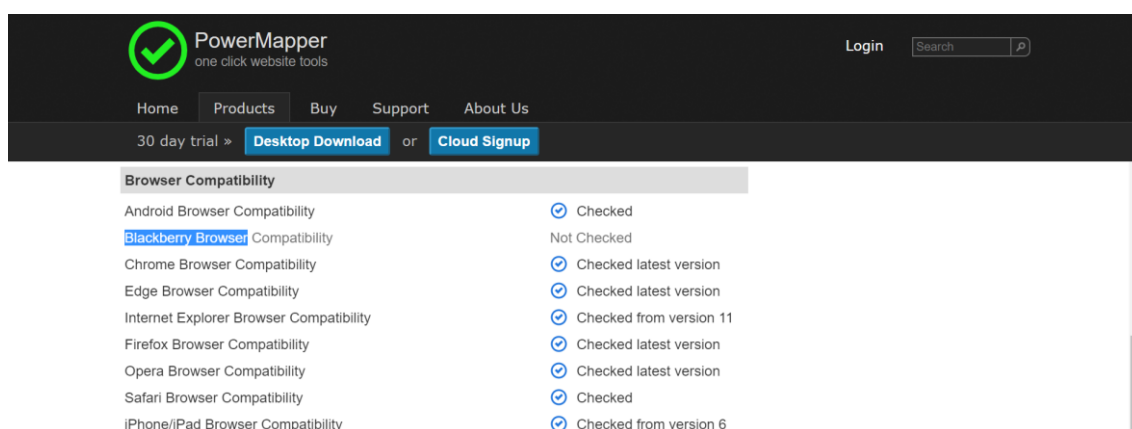 PowerMapper
one click website tools
Login
Search
Home Products Buy Support About Us
30 day trial » Desktop Download or Cloud Signup
Browser Compatibility
Android Browser Compatibility Checked
Blackberry Browser Compatibility Not Checked
Chrome Browser Compatibility Checked latest version
Edge Browser Compatibility Checked latest version
Internet Explorer Browser Compatibility Checked from version 11
Firefox Browser Compatibility Checked latest version
Opera Browser Compatibility Checked latest version
Safari Browser Compatibility Checked
iPhone/iPad Browser Compatibility Checked from version 6